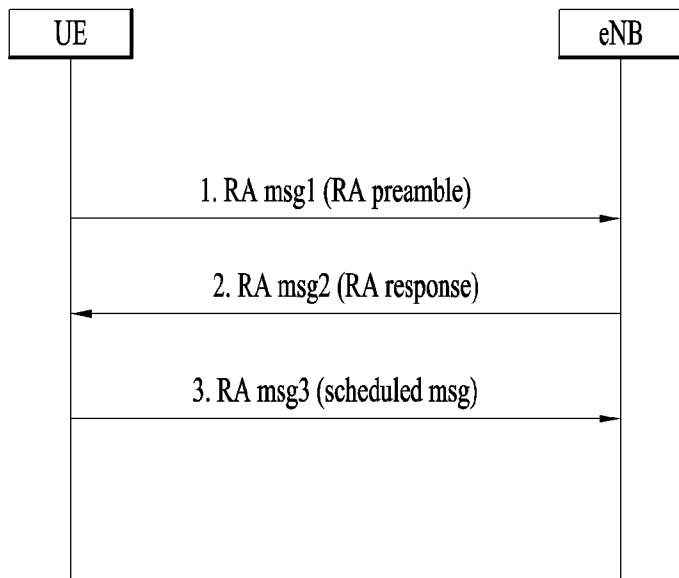 UE
eNB
1. RA msg1 (RA preamble)
2. RA msg2 (RA response)
3. RA msg3 (scheduled msg)